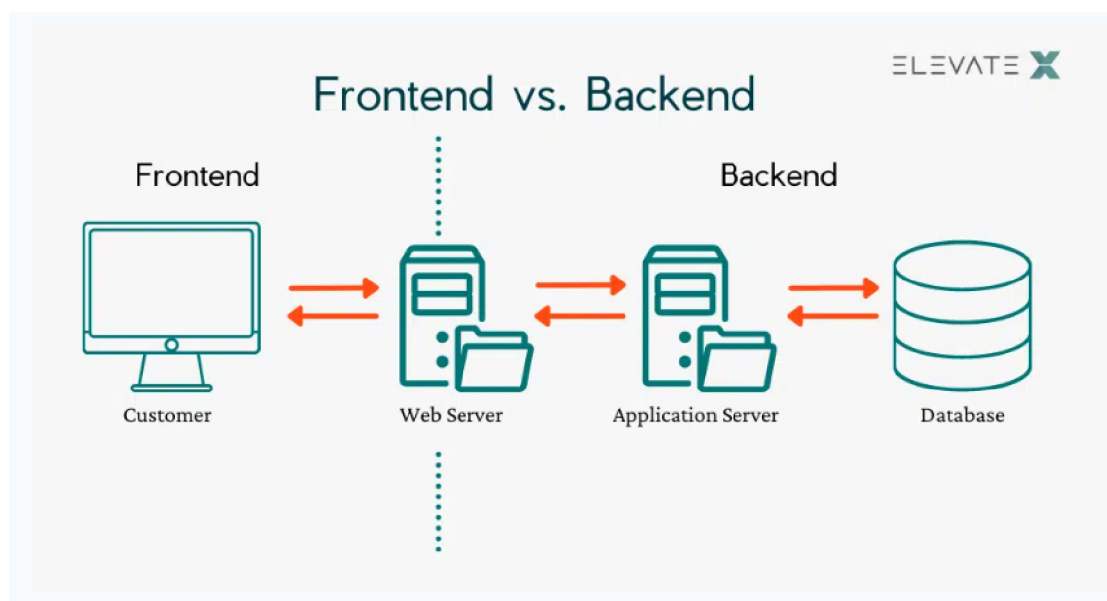 ELEVATE X
Frontend vs. Backend
Frontend
Backend
Customer
Web Server
Application Server
Database